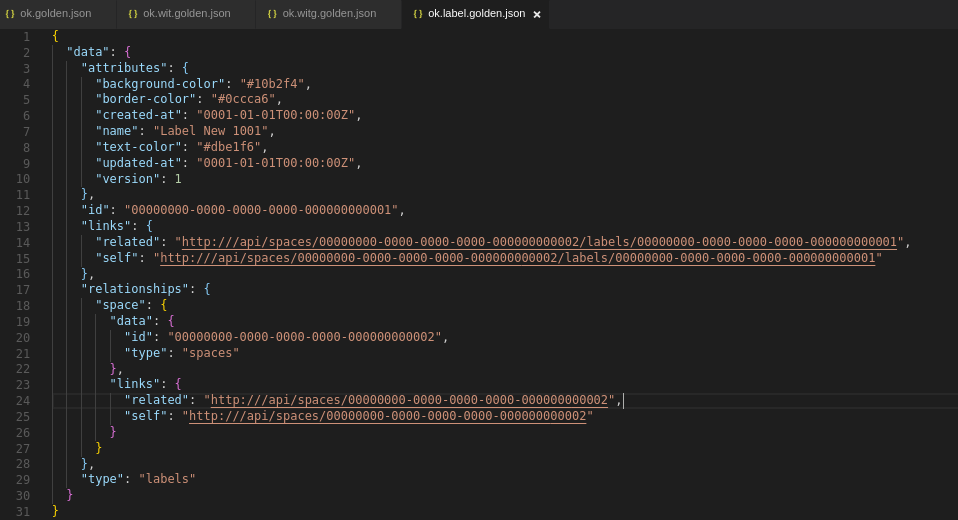 { } ok.golden.json { } ok.wit.golden.json { } ok.witg.golden.json { } ok.label.golden.json ×
1 {
2 "data": {
3 "attributes": {
4 "background-color": "#10b2f4",
5 "border-color": "#0ccca6",
6 "created-at": "0001-01-01T00:00:00Z",
7 "name": "Label New 1001",
8 "text-color": "#dbe1f6",
9 "updated-at": "0001-01-01T00:00:00Z",
10 "version": 1
11 },
12 "id": "00000000-0000-0000-0000-000000000001",
13 "links": {
14 "related": "http:///api/spaces/00000000-0000-0000-0000-000000000002/labels/00000000-0000-0000-0000-000000000001",
15 "self": "http:///api/spaces/00000000-0000-0000-0000-000000000002/labels/00000000-0000-0000-0000-000000000001"
16 },
17 "relationships": {
18 "space": {
19 "data": {
20 "id": "00000000-0000-0000-0000-000000000002",
21 "type": "spaces"
22 },
23 "links": {
24 "related": "http:///api/spaces/00000000-0000-0000-0000-000000000002",
25 "self": "http:///api/spaces/00000000-0000-0000-0000-000000000002"
26 }
27 }
28 },
29 "type": "labels"
30 }
31 }